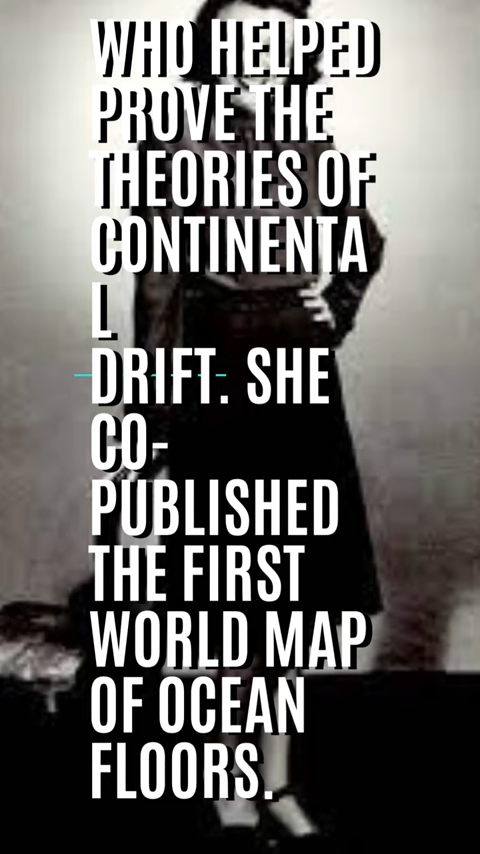 WHO HELPED
PROVE THE
THEORIES OF
CONTINENTA
L
DRIFT. SHE
CO-
PUBLISHED
THE FIRST
WORLD MAP
OF OCEAN
FLOORS.